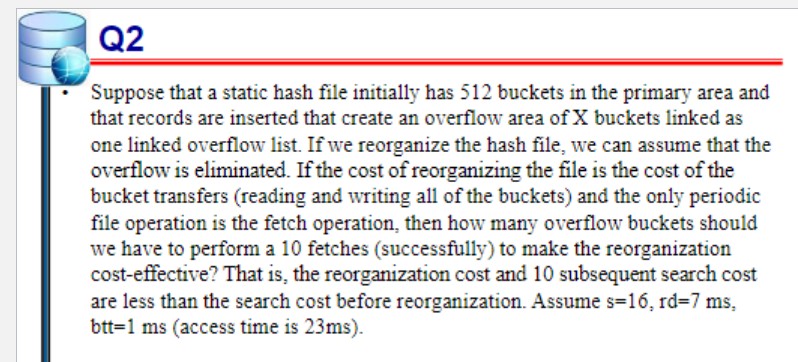 Q2
• Suppose that a static hash file initially has 512 buckets in the primary area and
that records are inserted that create an overflow area of X buckets linked as
one linked overflow list. If we reorganize the hash file, we can assume that the
overflow is eliminated. If the cost of reorganizing the file is the cost of the
bucket transfers (reading and writing all of the buckets) and the only periodic
file operation is the fetch operation, then how many overflow buckets should
we have to perform a 10 fetches (successfully) to make the reorganization
cost-effective? That is, the reorganization cost and 10 subsequent search cost
are less than the search cost before reorganization. Assume s=16, rd=7 ms,
btt=1 ms (access time is 23ms).